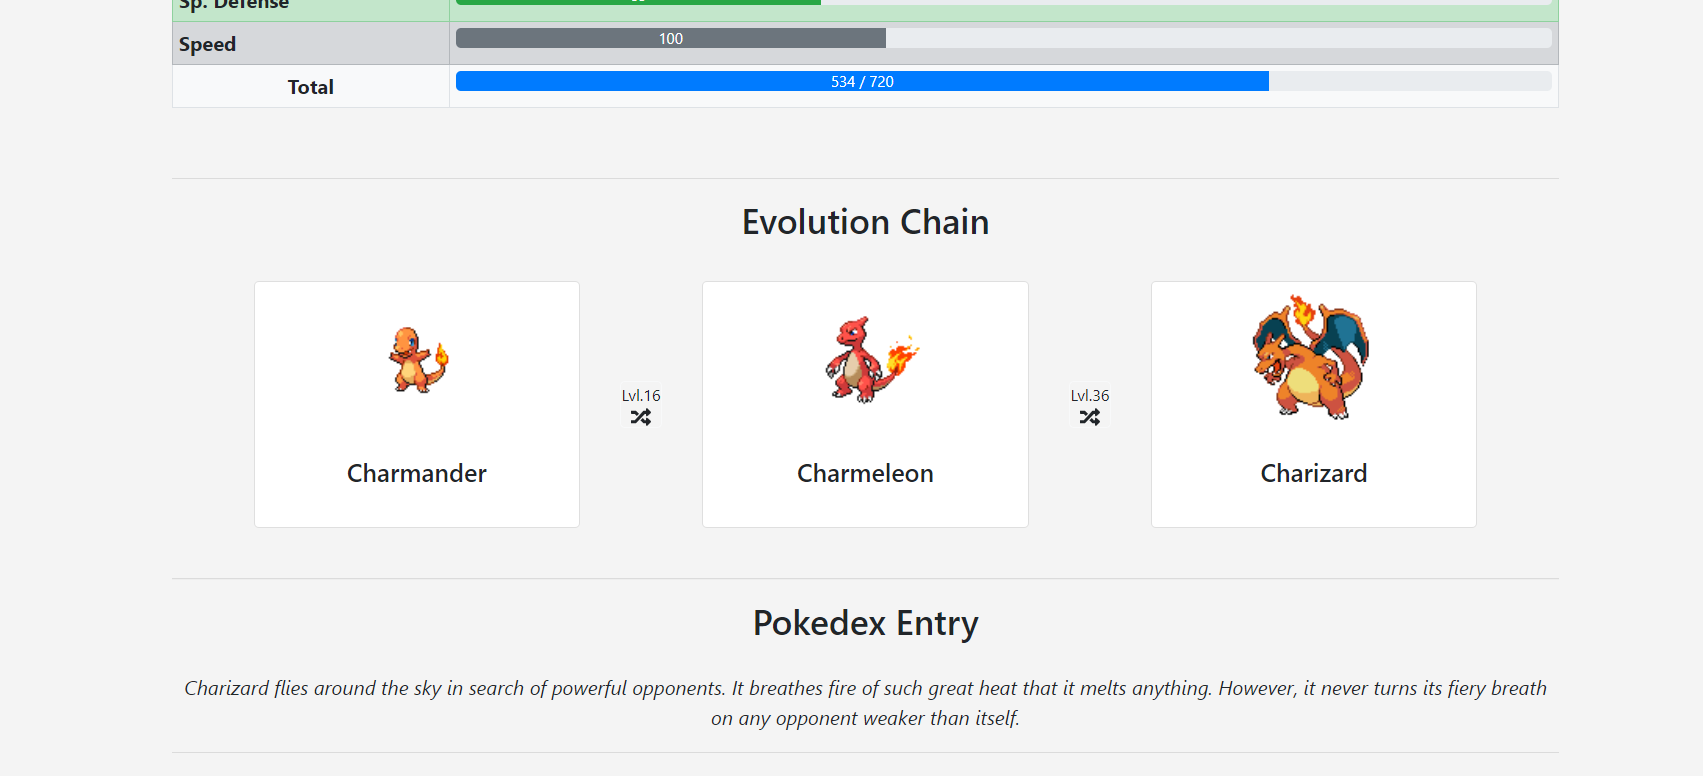 Sp. Defense
Speed
100
Total
534 / 720
Evolution Chain
Lvl.16
Lvl.36
Charmander
Charmeleon
Charizard
Pokedex Entry
Charizard flies around the sky in search of powerful opponents. It breathes fire of such great heat that it melts anything. However, it never turns its fiery breath
on any opponent weaker than itself.